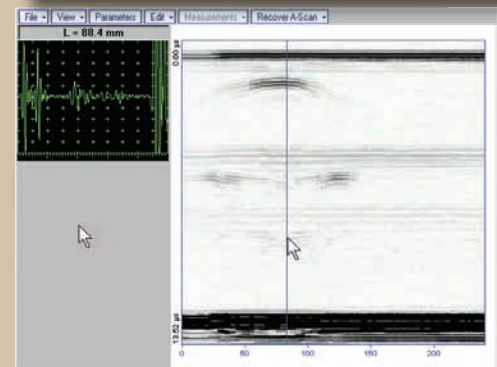 File View Parameters Edit Measurements Recover A-Scan
L = 88.4 mm
0.00 µs
13.52 µs
0 50 100 150 200